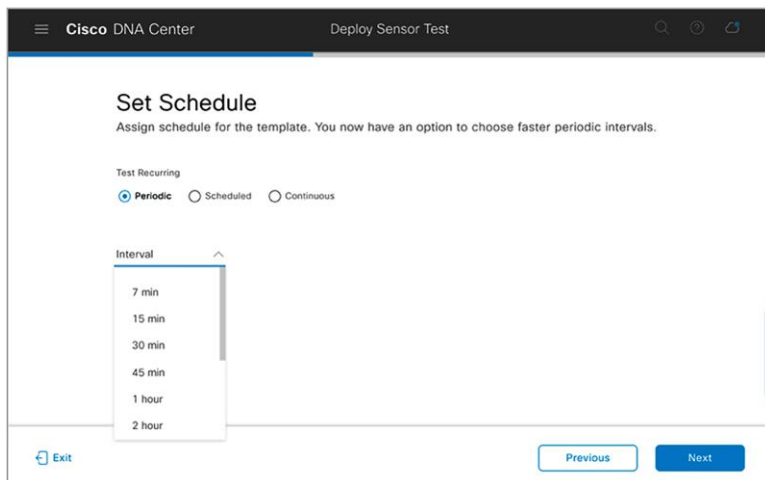 Cisco DNA Center
Deploy Sensor Test
Set Schedule
Assign schedule for the template. You now have an option to choose faster periodic intervals.
Test Recurring
Periodic Scheduled Continuous
Interval
7 min
15 min
30 min
45 min
1 hour
2 hour
Exit
Previous
Next